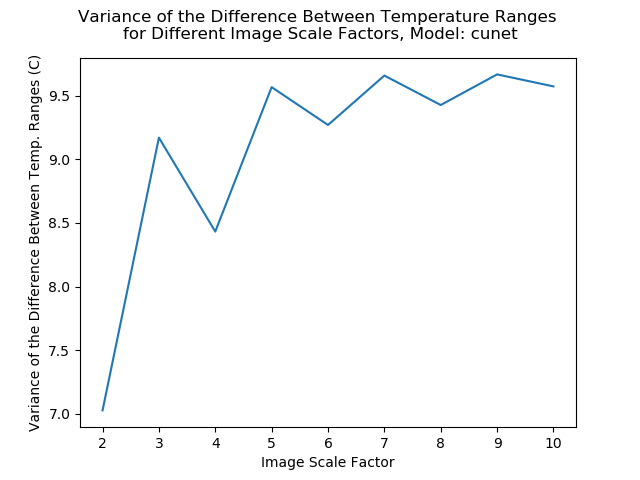 Variance of the Difference Between Temperature Ranges
for Different Image Scale Factors, Model: cunet
Variance of the Difference Between Temp. Ranges (C)
9.5
9.0
8.5
8.0
7.5
7.0
2 3 4 5 6 7 8 9 10
Image Scale Factor